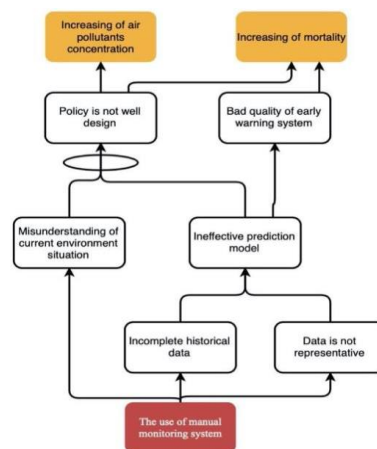 Increasing of air
pollutants
concentration
Increasing of mortality
Policy is not well
design
Bad quality of early
warning system
Misunderstanding of
current environment
situation
Ineffective prediction
model
Incomplete historical
data
Data is not
representative
The use of manual
monitoring system